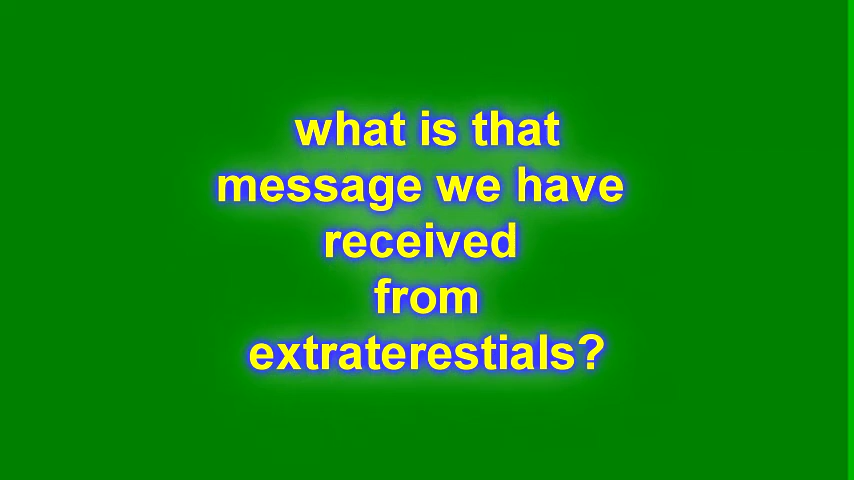 what is that
message we have
received
from
extraterestials?